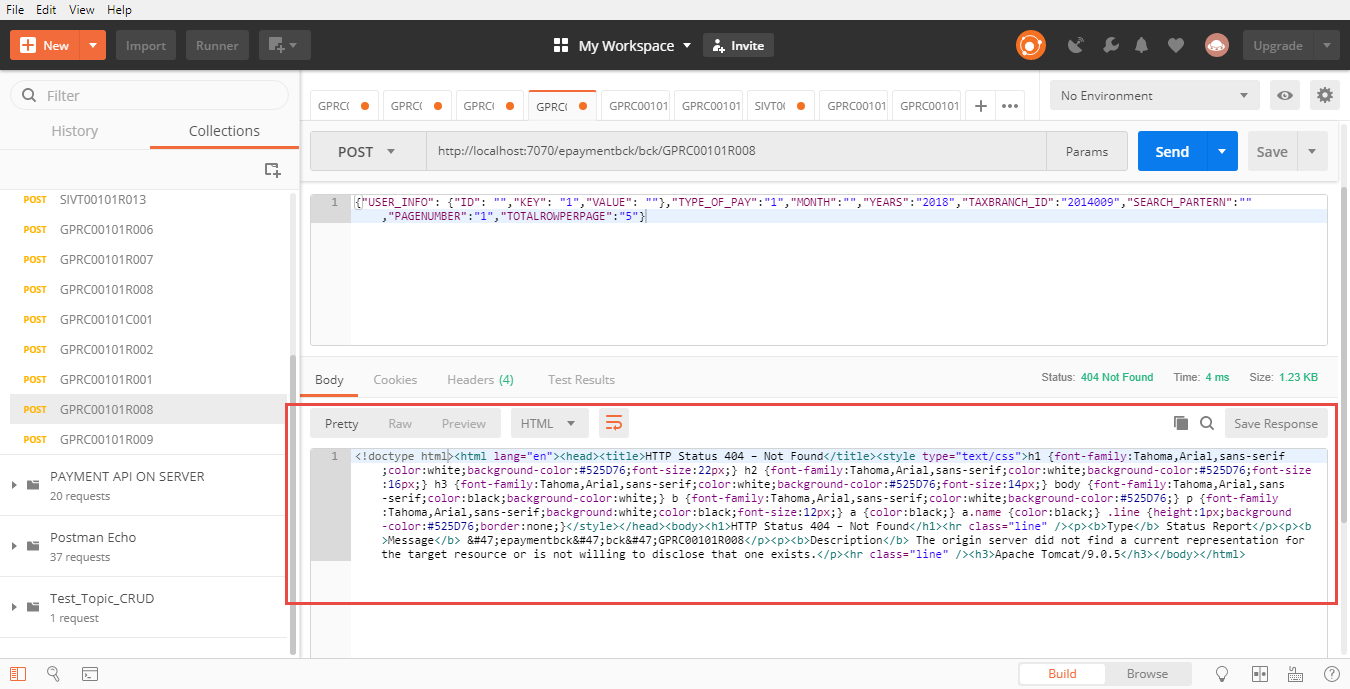 File Edit View Help
New Import Runner My Workspace Invite Upgrade
Filter
History Collections
POST SIVT00101R013
POST GPRC00101R006
POST GPRC00101R007
POST GPRC00101R008
POST GPRC00101C001
POST GPRC00101R002
POST GPRC00101R001
POST GPRC00101R008
POST GPRC00101R009
PAYMENT API ON SERVER
20 requests
Postman Echo
37 requests
Test_Topic_CRUD
1 request
GPRC( GPRC( GPRC( GPRC( GPRC00101 GPRC00101 SIVT0( GPRC00101 GPRC00101 + •••
No Environment
POST http://localhost:7070/epaymentbck/bck/GPRC00101R008 Params Send Save
1 {"USER_INFO": {"ID": "","KEY": "1","VALUE": ""},"TYPE_OF_PAY":"1","MONTH":"","YEARS":"2018","TAXBRANCH_ID":"2014009","SEARCH_PARTERN":""
,"PAGENUMBER":"1","TOTALROWPERPAGE":"5"}
Body Cookies Headers (4) Test Results Status: 404 Not Found Time: 4 ms Size: 1.23 KB
Pretty Raw Preview HTML Save Response
1 <!doctype html><html lang="en"><head><title>HTTP Status 404 – Not Found</title><style type="text/css">h1 {font-family:Tahoma,Arial,sans-serif
;color:white;background-color:#525D76;font-size:22px;} h2 {font-family:Tahoma,Arial,sans-serif;color:white;background-color:#525D76;font-size
:16px;} h3 {font-family:Tahoma,Arial,sans-serif;color:white;background-color:#525D76;font-size:14px;} body {font-family:Tahoma,Arial,sans
-serif;color:black;background-color:white;} b {font-family:Tahoma,Arial,sans-serif;color:white;background-color:#525D76;} p {font-family
:Tahoma,Arial,sans-serif;background:white;color:black;font-size:12px;} a {color:black;} a.name {color:black;} .line {height:1px;background
-color:#525D76;border:none;}</style></head><body><h1>HTTP Status 404 – Not Found</h1><hr class="line" /><p><b>Type</b> Status Report</p><p><b
>Message</b> &#47;epaymentbck&#47;bck&#47;GPRC00101R008</p><p><b>Description</b> The origin server did not find a current representation for
the target resource or is not willing to disclose that one exists.</p><hr class="line" /><h3>Apache Tomcat/9.0.5</h3></body></html>
Build Browse